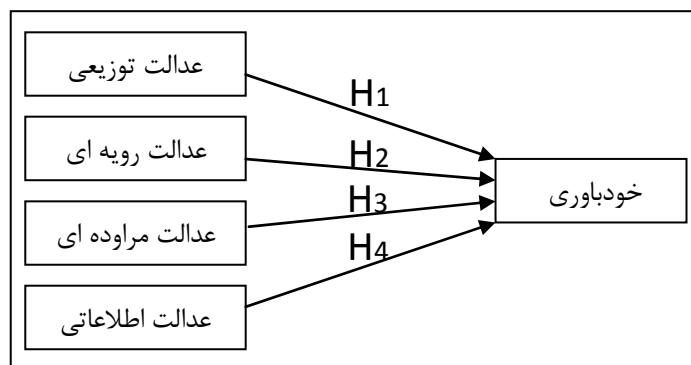 عدالت توزیعی
H1
عدالت رویه ای
H2
خودباوری
H3
عدالت مراوده ای
H4
عدالت اطلاعاتی